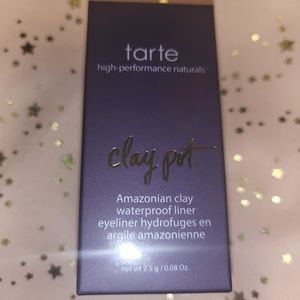 tarte
high-performance naturals™
clay pot
Amazonian clay
waterproof liner
eyeliner hydrofuges en
argile amazonienne
net wt 2.5 g / 0.08 Oz.